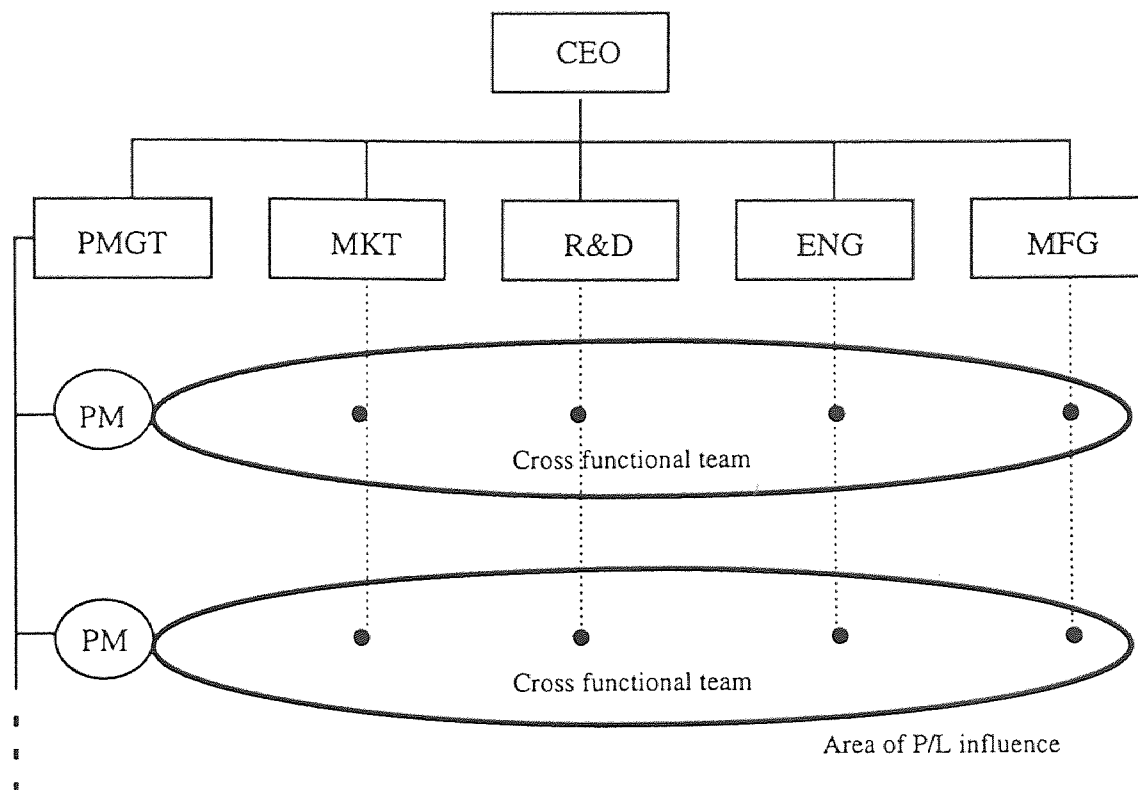 CEO
PMGT
MKT
R&D
ENG
MFG
PM
Cross functional team
PM
Cross functional team
Area of P/L influence